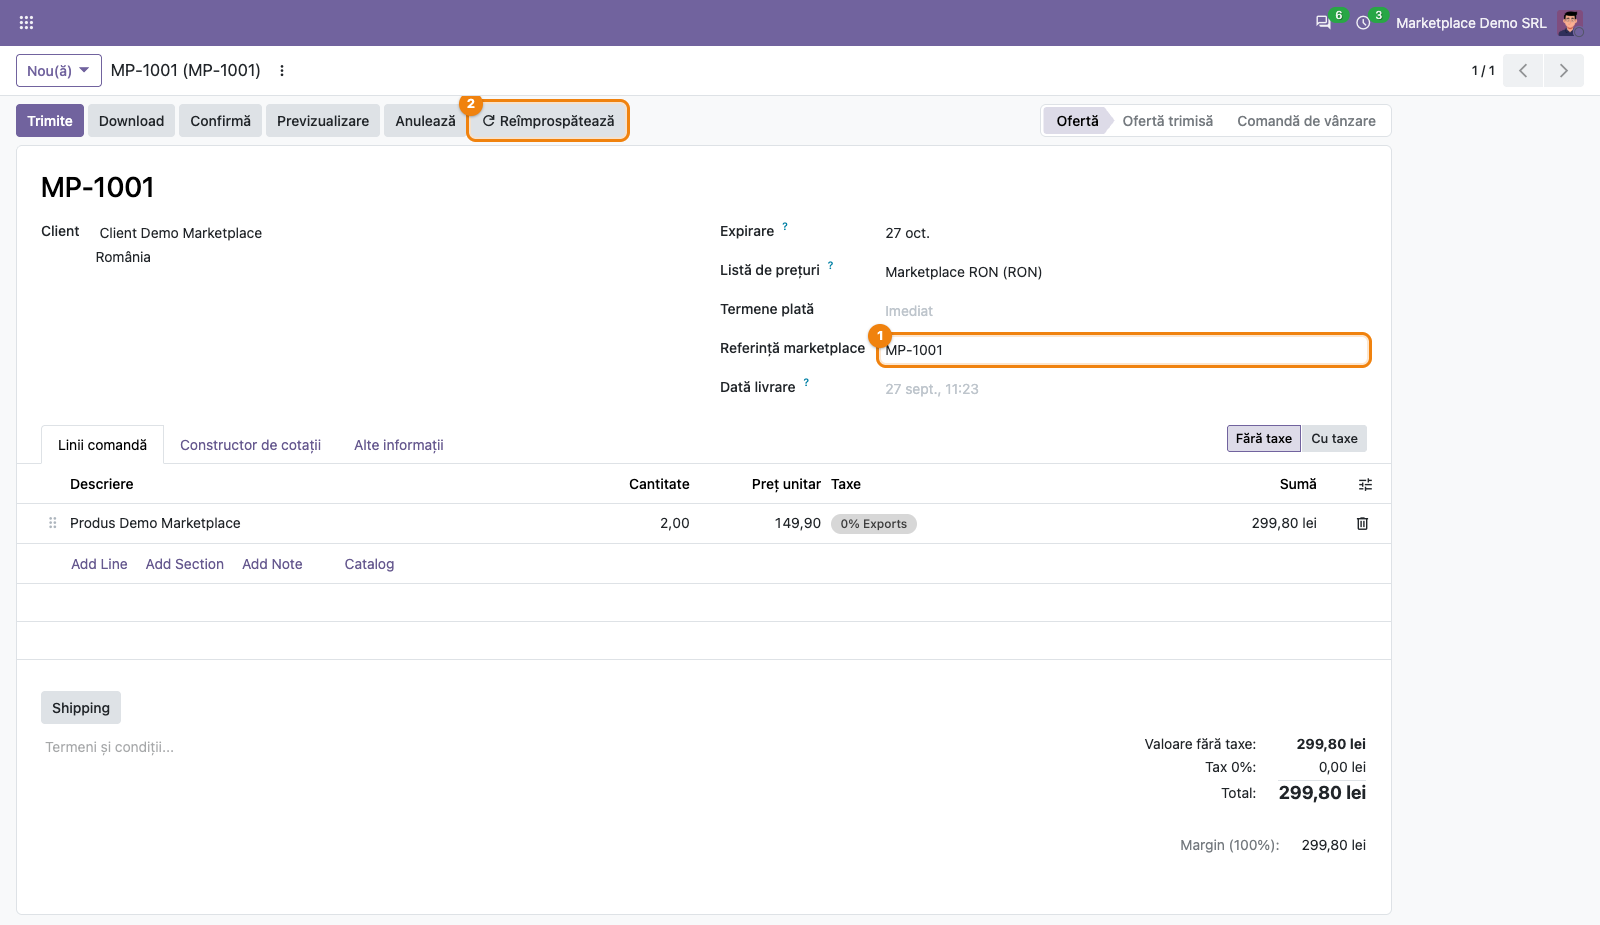 6 3 Marketplace Demo SRL
Nou(ă) MP-1001 (MP-1001) 1 / 1
Trimite Download Confirmă Previzualizare Anulează 2 Reîmprospătează Ofertă Ofertă trimisă Comandă de vânzare
MP-1001
Client Client Demo Marketplace
România
Expirare ? 27 oct.
Listă de prețuri ? Marketplace RON (RON)
Termene plată Imediat
Referință marketplace 1 MP-1001
Dată livrare ? 27 sept., 11:23
Linii comandă Constructor de cotații Alte informații Fără taxe Cu taxe
Descriere Cantitate Preț unitar Taxe Sumă
Produs Demo Marketplace 2,00 149,90 0% Exports 299,80 lei
Add Line Add Section Add Note Catalog
Shipping
Termeni și condiții...
Valoare fără taxe: 299,80 lei
Tax 0%: 0,00 lei
Total: 299,80 lei
Margin (100%): 299,80 lei